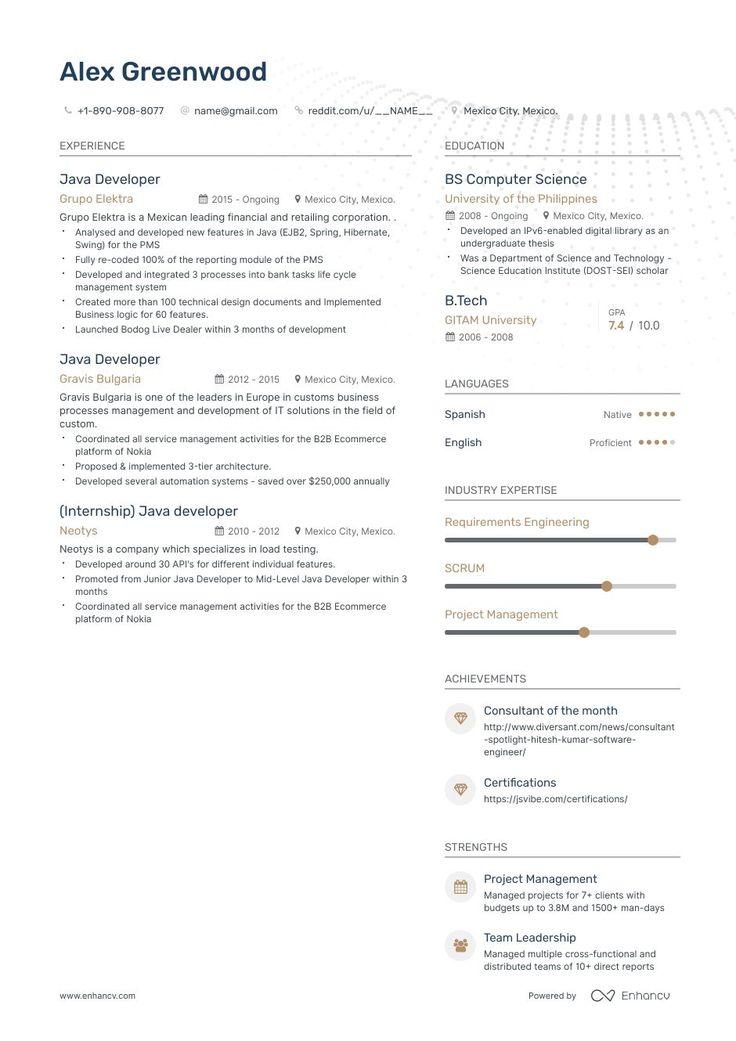 Alex Greenwood
+1-890-908-8077 name@gmail.com reddit.com/u/__NAME__ Mexico City, Mexico.
EXPERIENCE
Java Developer
Grupo Elektra 2015 - Ongoing Mexico City, Mexico.
Grupo Elektra is a Mexican leading financial and retailing corporation. .
· Analysed and developed new features in Java (EJB2, Spring, Hibernate,
Swing) for the PMS
· Fully re-coded 100% of the reporting module of the PMS
· Developed and integrated 3 processes into bank tasks life cycle
management system
· Created more than 100 technical design documents and Implemented
Business logic for 60 features.
· Launched Bodog Live Dealer within 3 months of development
Java Developer
Gravis Bulgaria 2012 - 2015 Mexico City, Mexico.
Gravis Bulgaria is one of the leaders in Europe in customs business
processes management and development of IT solutions in the field of
custom.
· Coordinated all service management activities for the B2B Ecommerce
platform of Nokia
· Proposed & implemented 3-tier architecture.
· Developed several automation systems - saved over $250,000 annually
(Internship) Java developer
Neotys 2010 - 2012 Mexico City, Mexico.
Neotys is a company which specializes in load testing.
· Developed around 30 API's for different individual features.
· Promoted from Junior Java Developer to Mid-Level Java Developer within 3
months
· Coordinated all service management activities for the B2B Ecommerce
platform of Nokia
EDUCATION
BS Computer Science
University of the Philippines
2008 - Ongoing Mexico City, Mexico.
· Developed an IPv6-enabled digital library as an
undergraduate thesis
· Was a Department of Science and Technology -
Science Education Institute (DOST-SEI) scholar
B.Tech
GITAM University
2006 - 2008
GPA
7.4 / 10.0
LANGUAGES
Spanish Native
English Proficient
INDUSTRY EXPERTISE
Requirements Engineering
SCRUM
Project Management
ACHIEVEMENTS
Consultant of the month
http://www.diversant.com/news/consultant
-spotlight-hitesh-kumar-software-
engineer/
Certifications
https://jsvibe.com/certifications/
STRENGTHS
Project Management
Managed projects for 7+ clients with
budgets up to 3.8M and 1500+ man-days
Team Leadership
Managed multiple cross-functional and
distributed teams of 10+ direct reports
www.enhancv.com
Powered by Enhancv